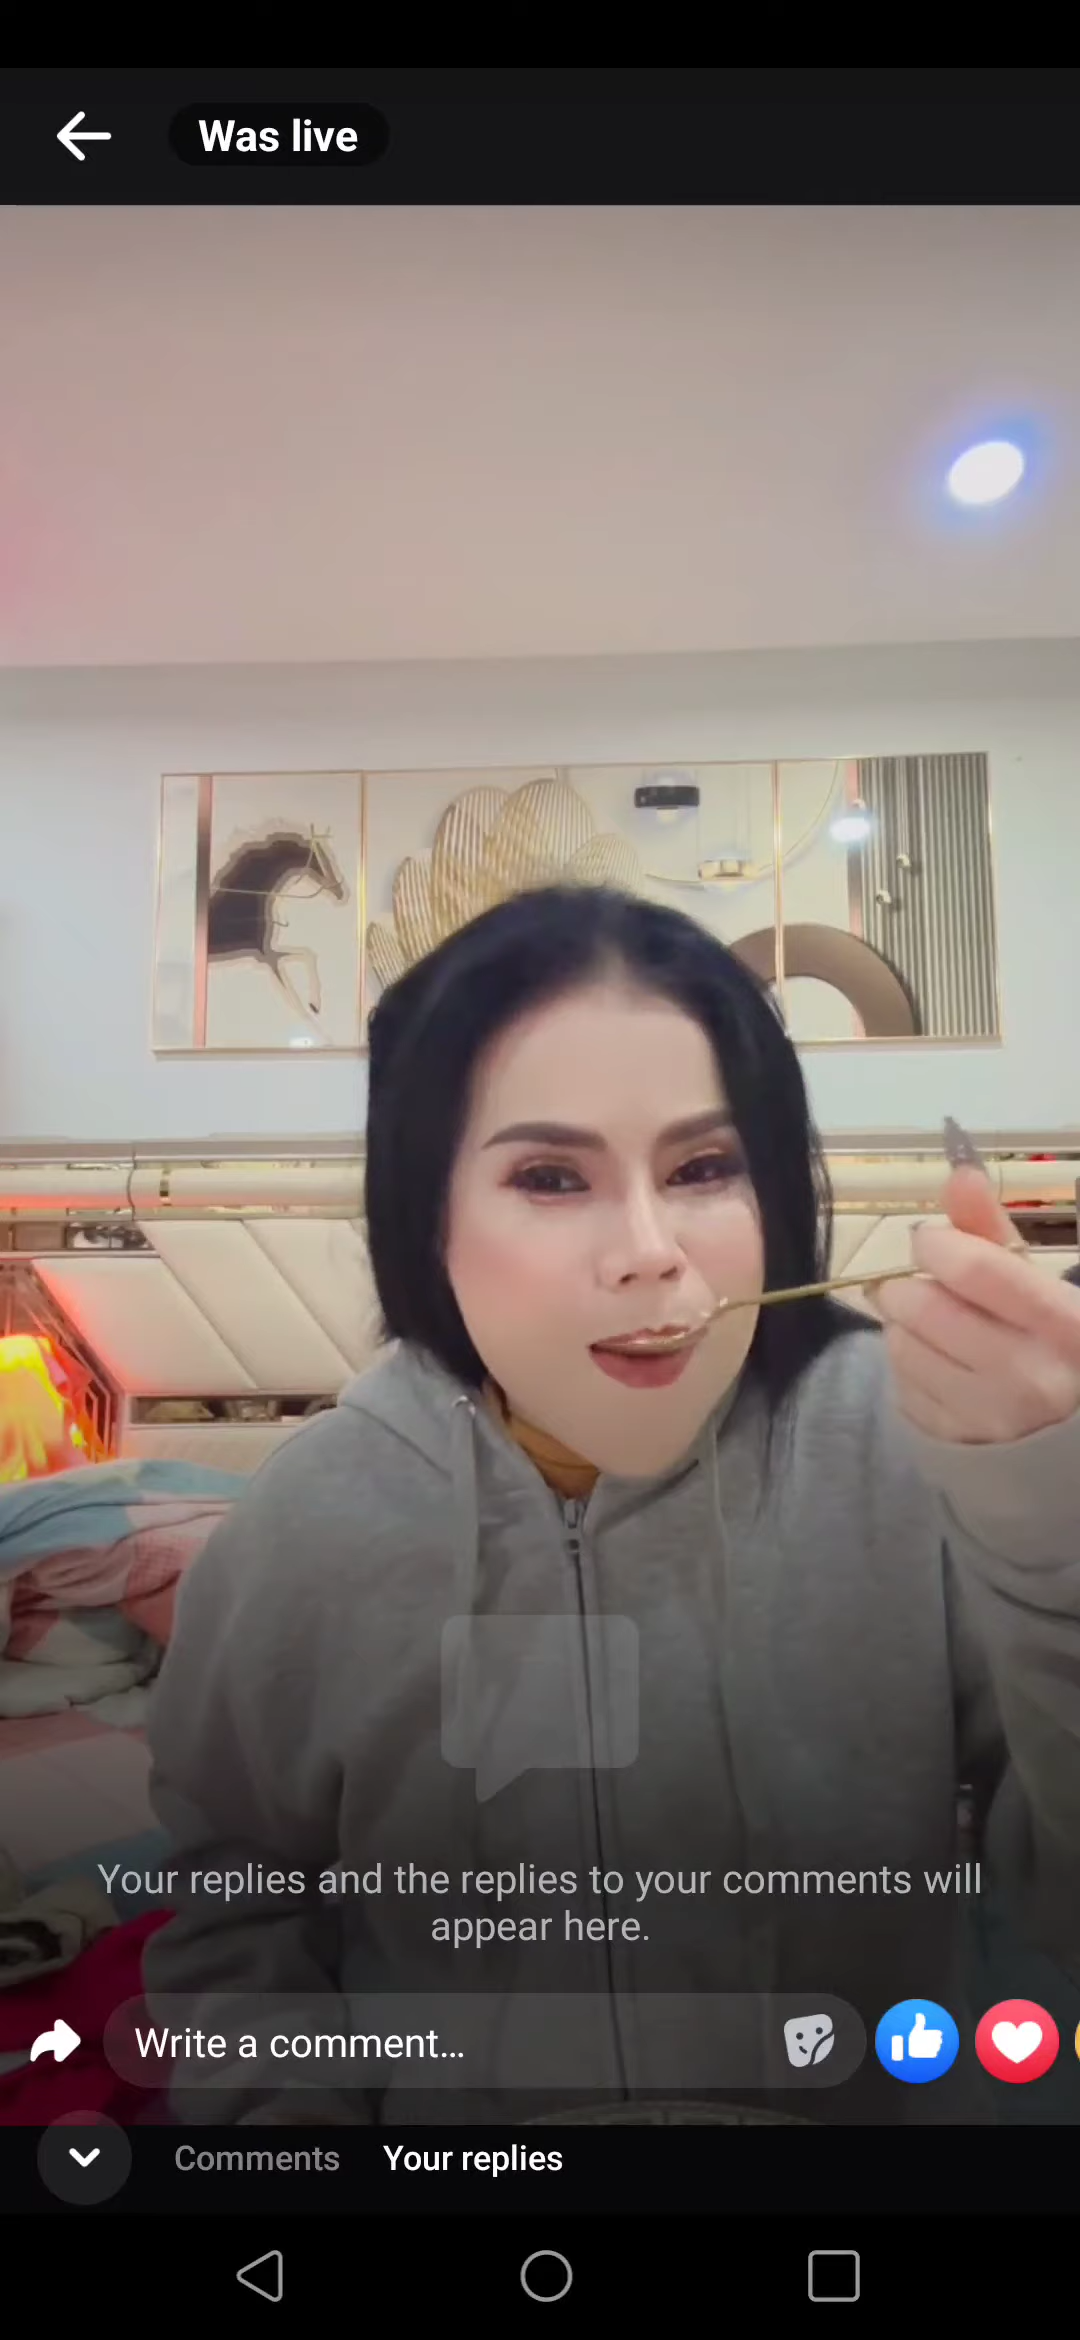 Was live
Your replies and the replies to your comments will
appear here.
Write a comment...
Comments Your replies